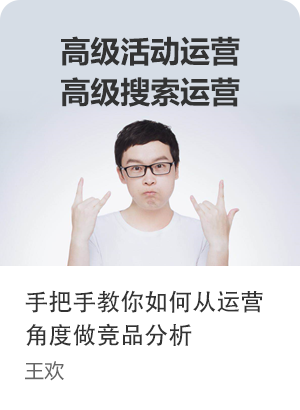 高级活动运营
高级搜索运营
手把手教你如何从运营
角度做竞品分析
王欢